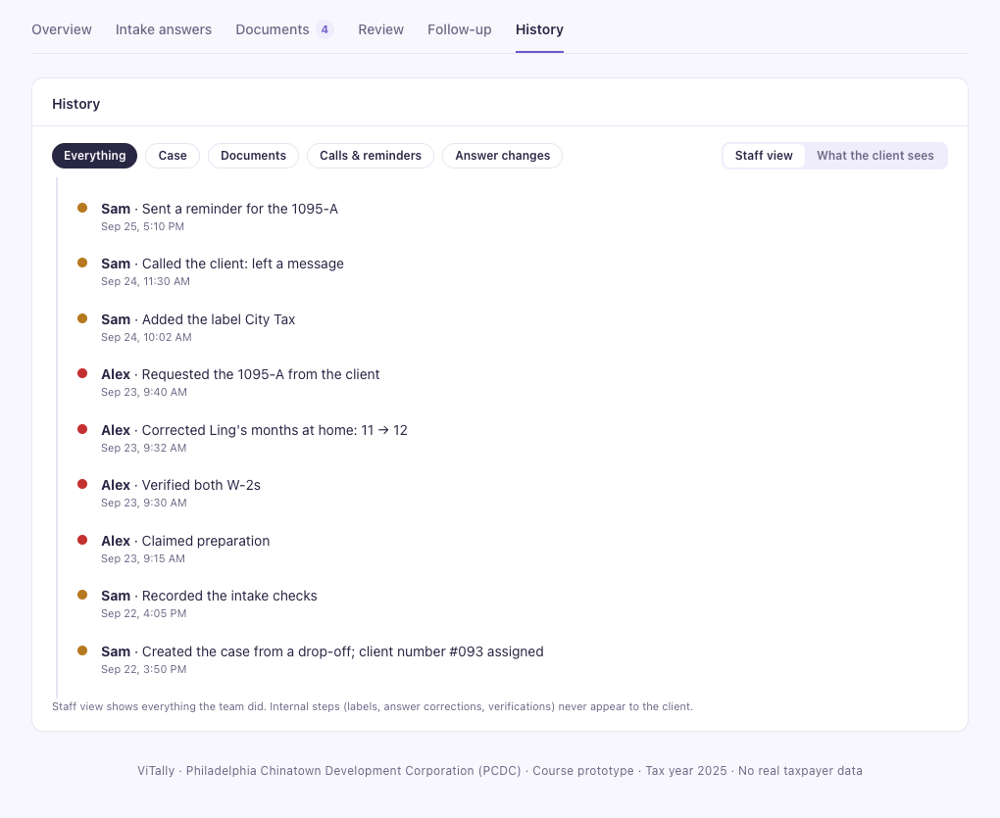 Overview Intake answers Documents 4 Review Follow-up History
History
Everything Case Documents Calls & reminders Answer changes Staff view What the client sees
Sam · Sent a reminder for the 1095-A
Sep 25, 5:10 PM
Sam · Called the client: left a message
Sep 24, 11:30 AM
Sam · Added the label City Tax
Sep 24, 10:02 AM
Alex · Requested the 1095-A from the client
Sep 23, 9:40 AM
Alex · Corrected Ling's months at home: 11 → 12
Sep 23, 9:32 AM
Alex · Verified both W-2s
Sep 23, 9:30 AM
Alex · Claimed preparation
Sep 23, 9:15 AM
Sam · Recorded the intake checks
Sep 22, 4:05 PM
Sam · Created the case from a drop-off; client number #093 assigned
Sep 22, 3:50 PM
Staff view shows everything the team did. Internal steps (labels, answer corrections, verifications) never appear to the client.
ViTally · Philadelphia Chinatown Development Corporation (PCDC) · Course prototype · Tax year 2025 · No real taxpayer data